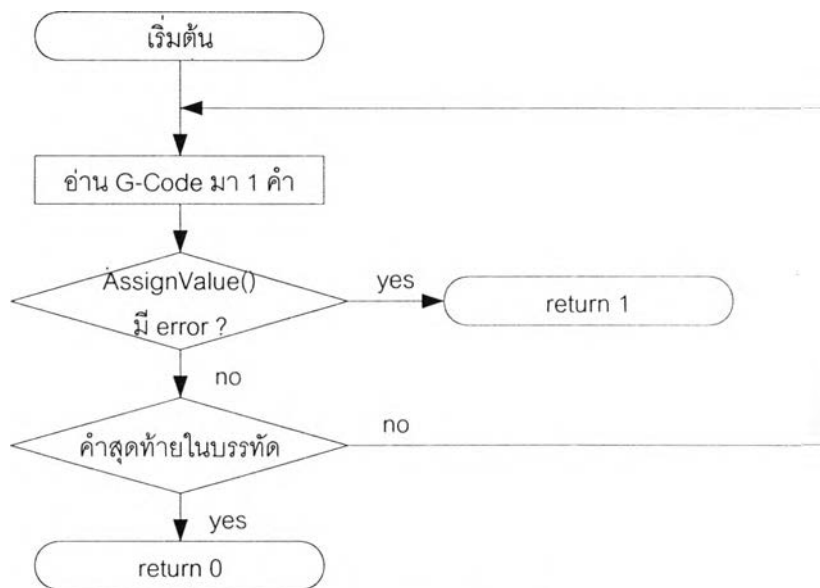 เริ่มต้น
อ่าน G-Code มา 1 คำ
AssignValue()
มี error ?
yes
return 1
no
คำสุดท้ายในบรรทัด
no
yes
return 0